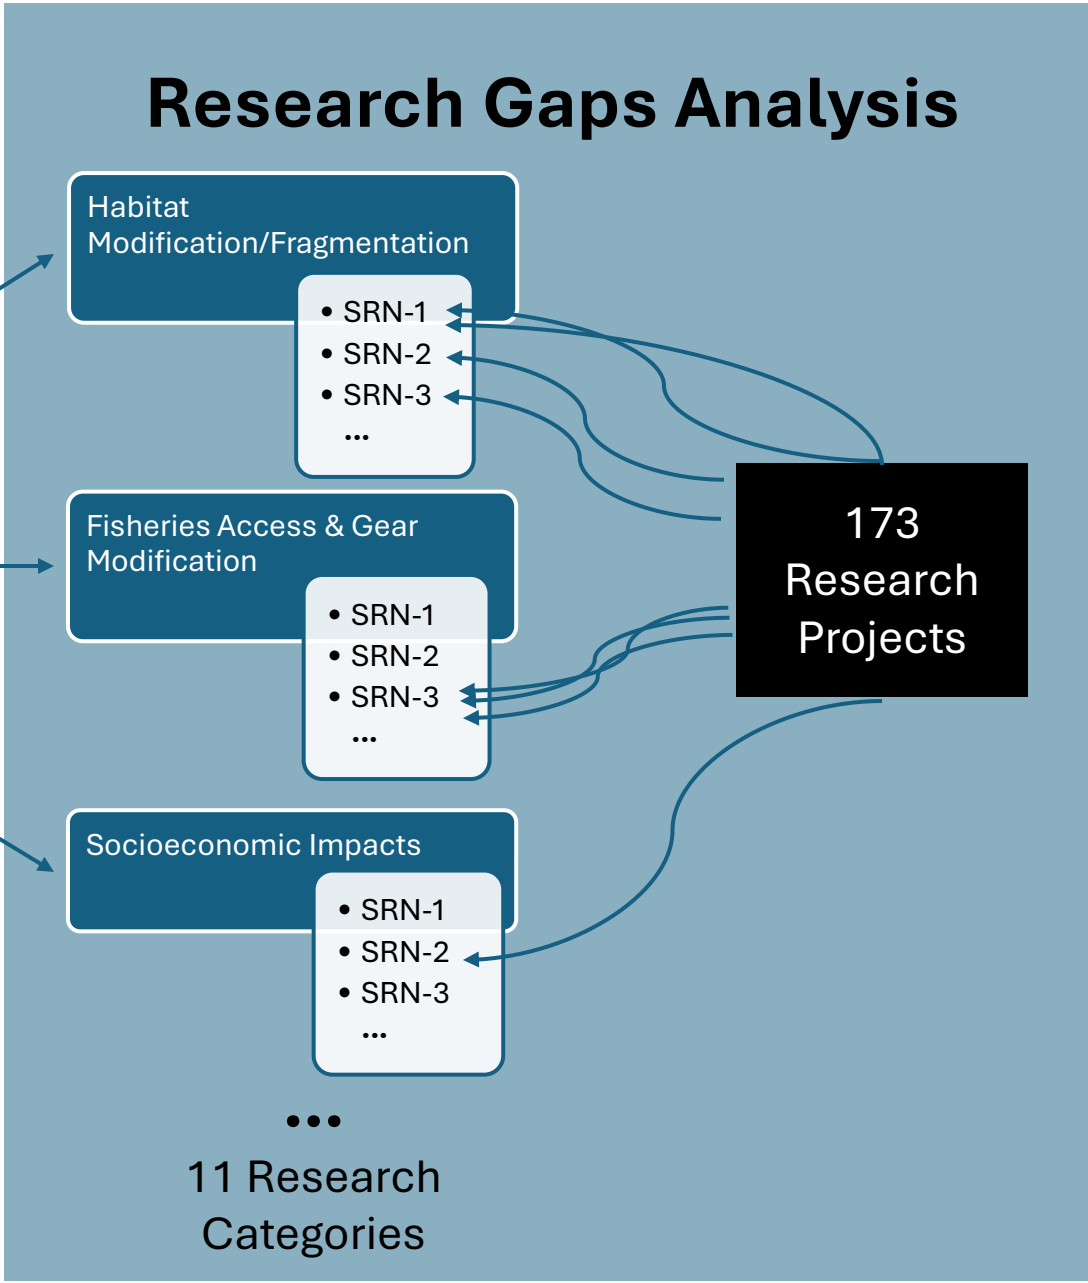 Research Gaps Analysis
Habitat
Modification/Fragmentation
• SRN-1
• SRN-2
• SRN-3
...
Fisheries Access & Gear
Modification
• SRN-1
• SRN-2
• SRN-3
...
Socioeconomic Impacts
• SRN-1
• SRN-2
• SRN-3
...
...
11 Research
Categories
173
Research
Projects